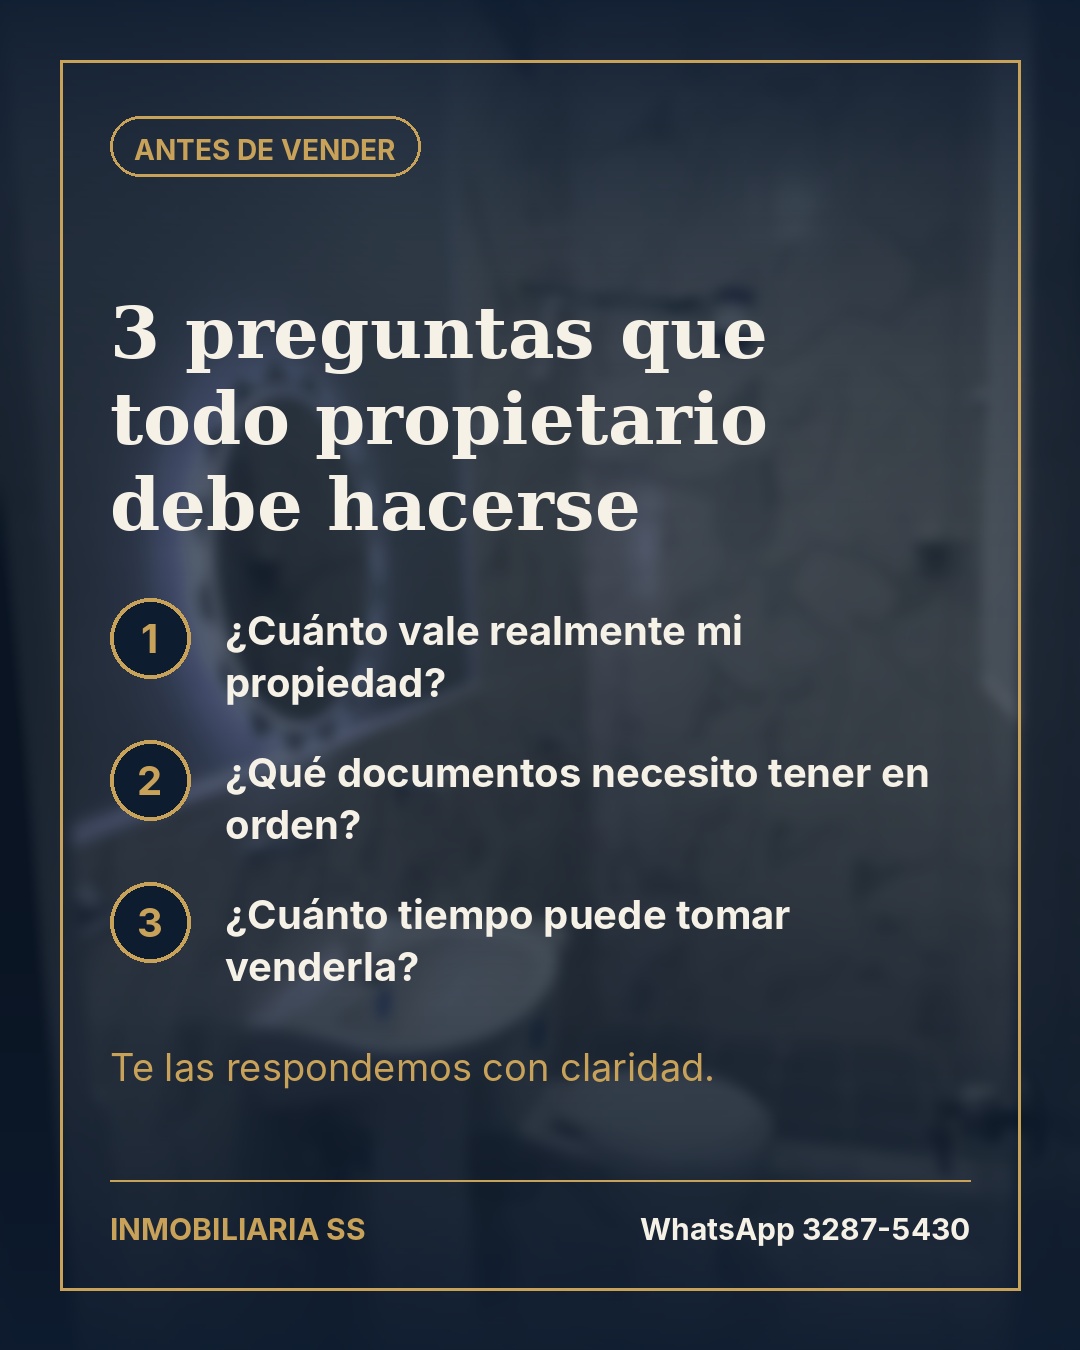 ANTES DE VENDER
3 preguntas que
todo propietario
debe hacerse
1
¿Cuánto vale realmente mi
propiedad?
2
¿Qué documentos necesito tener en
orden?
3
¿Cuánto tiempo puede tomar
venderla?
Te las respondemos con claridad.
INMOBILIARIA SS
WhatsApp 3287-5430